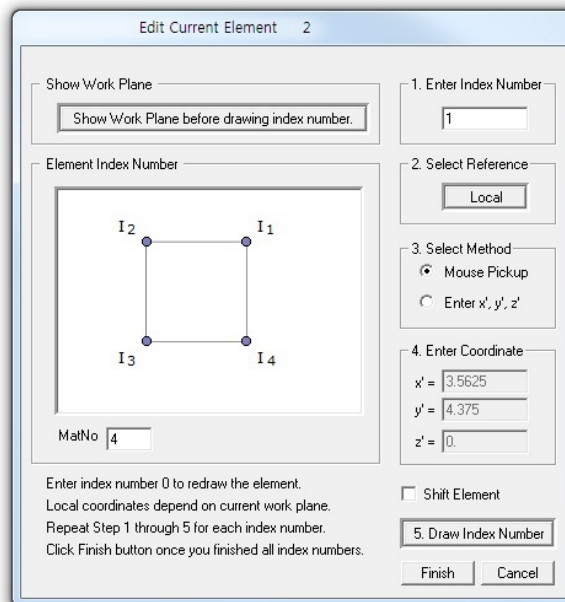 Edit Current Element 2
Show Work Plane
Show Work Plane before drawing index number.
Element Index Number
I2 I1
I3 I4
MatNo 4
Enter index number 0 to redraw the element.
Local coordinates depend on current work plane.
Repeat Step 1 through 5 for each index number.
Click Finish button once you finished all index numbers.
1. Enter Index Number
1
2. Select Reference
Local
3. Select Method
Mouse Pickup
Enter x', y', z'
4. Enter Coordinate
x' = 3.5625
y' = 4.375
z' = 0.
Shift Element
5. Draw Index Number
Finish Cancel